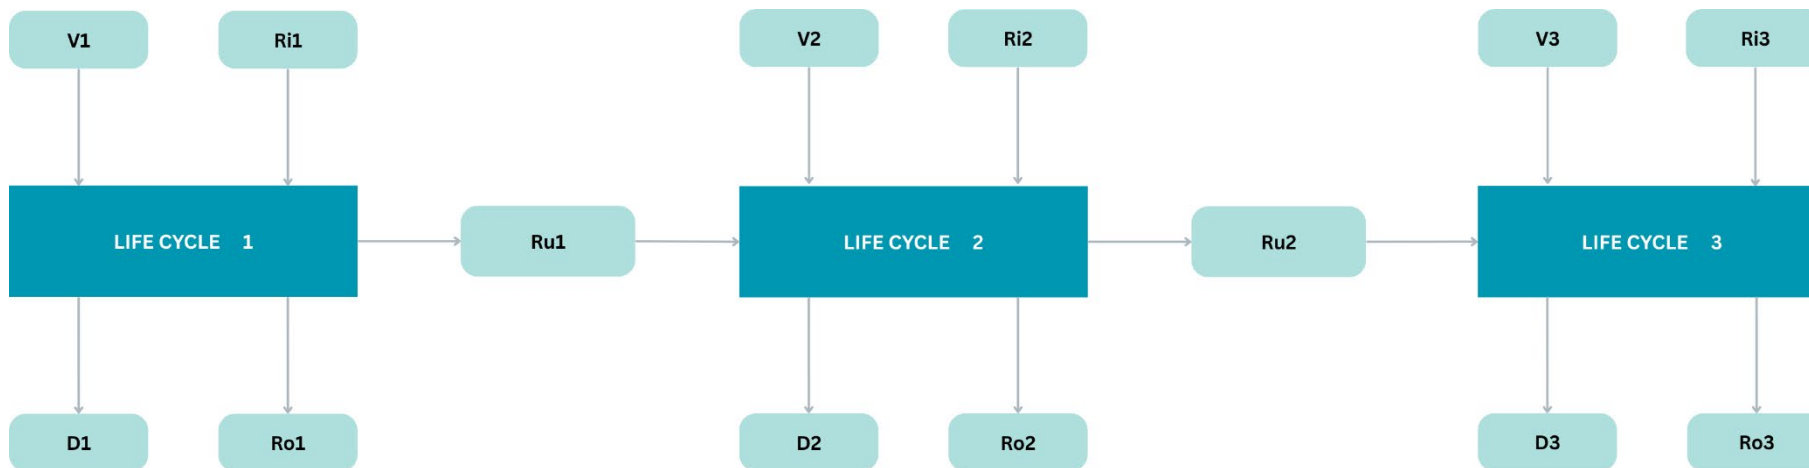 V1
Ri1
V2
Ri2
V3
Ri3
LIFE CYCLE 1
Ru1
LIFE CYCLE 2
Ru2
LIFE CYCLE 3
D1
Ro1
D2
Ro2
D3
Ro3